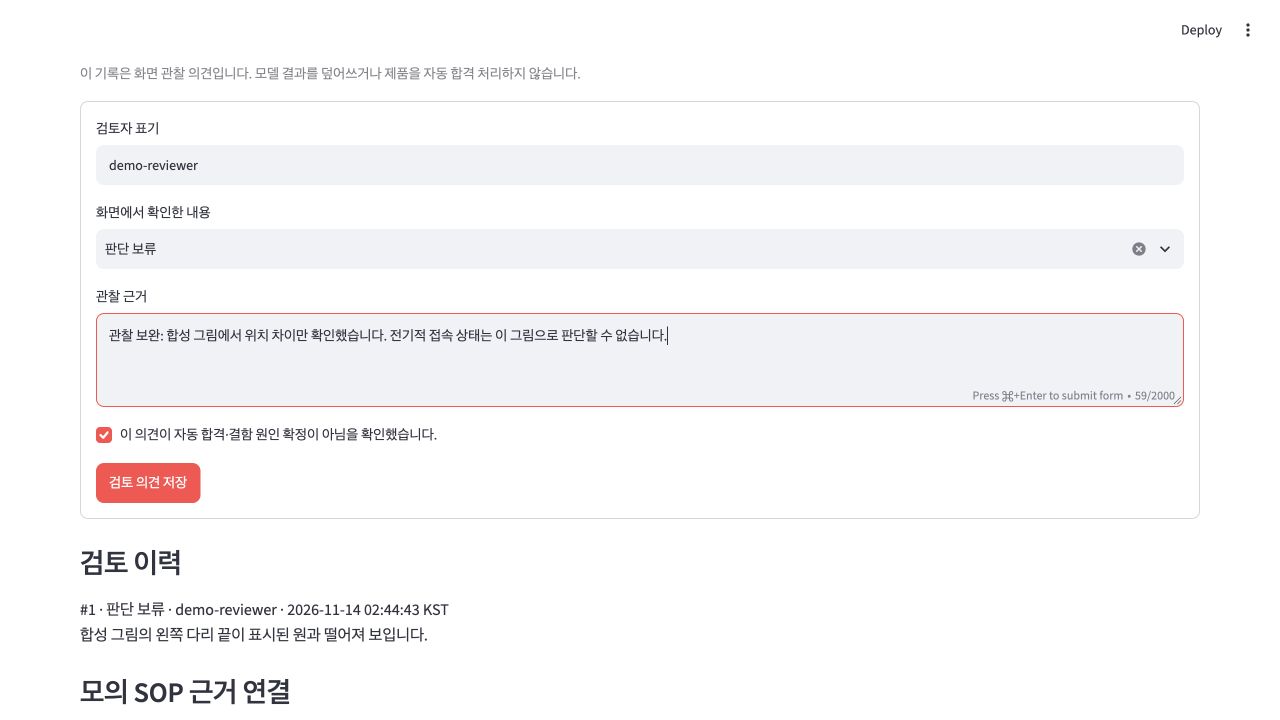 Deploy
이 기록은 화면 관찰 의견입니다. 모델 결과를 덮어쓰거나 제품을 자동 합격 처리하지 않습니다.
검토자 표기
demo-reviewer
화면에서 확인한 내용
판단 보류
관찰 근거
관찰 보완: 합성 그림에서 위치 차이만 확인했습니다. 전기적 접속 상태는 이 그림으로 판단할 수 없습니다.
Press ⌘+Enter to submit form • 59/2000
이 의견이 자동 합격·결함 원인 확정이 아님을 확인했습니다.
검토 의견 저장
검토 이력
#1 · 판단 보류 · demo-reviewer · 2026-11-14 02:44:43 KST
합성 그림의 왼쪽 다리 끝이 표시된 원과 떨어져 보입니다.
모의 SOP 근거 연결